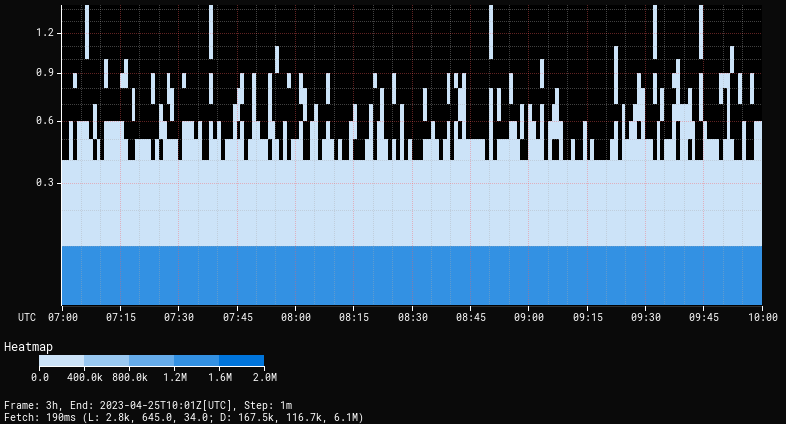 1.2
0.9
0.6
0.3
UTC 07:00 07:15 07:30 07:45 08:00 08:15 08:30 08:45 09:00 09:15 09:30 09:45 10:00
Heatmap
0.0 400.0k 800.0k 1.2M 1.6M 2.0M
Frame: 3h, End: 2023-04-25T10:01Z[UTC], Step: 1m
Fetch: 190ms (L: 2.8k, 645.0, 34.0; D: 167.5k, 116.7k, 6.1M)